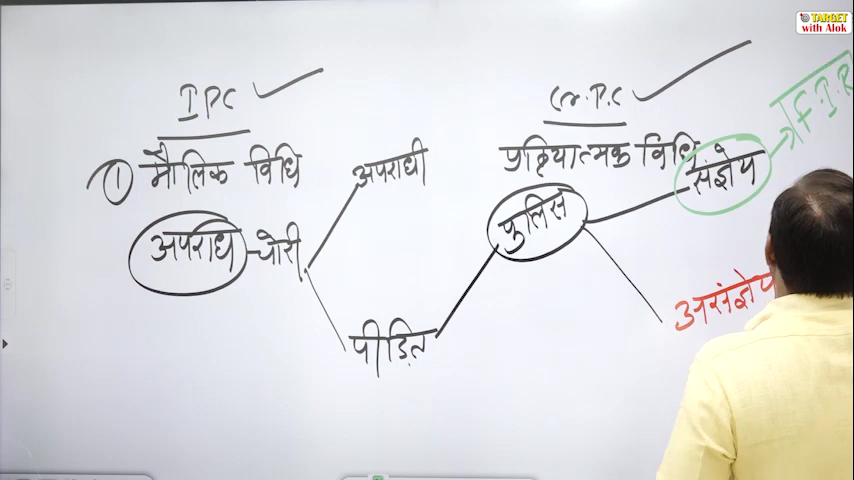 TARGET
with Alok
IPC
① मौलिक विधि
अपराध - चोरी
अपराधी
पीड़ित
Cr.P.C
प्रक्रियात्मक विधि
पुलिस
संज्ञेय
F.I.R
असंज्ञेय